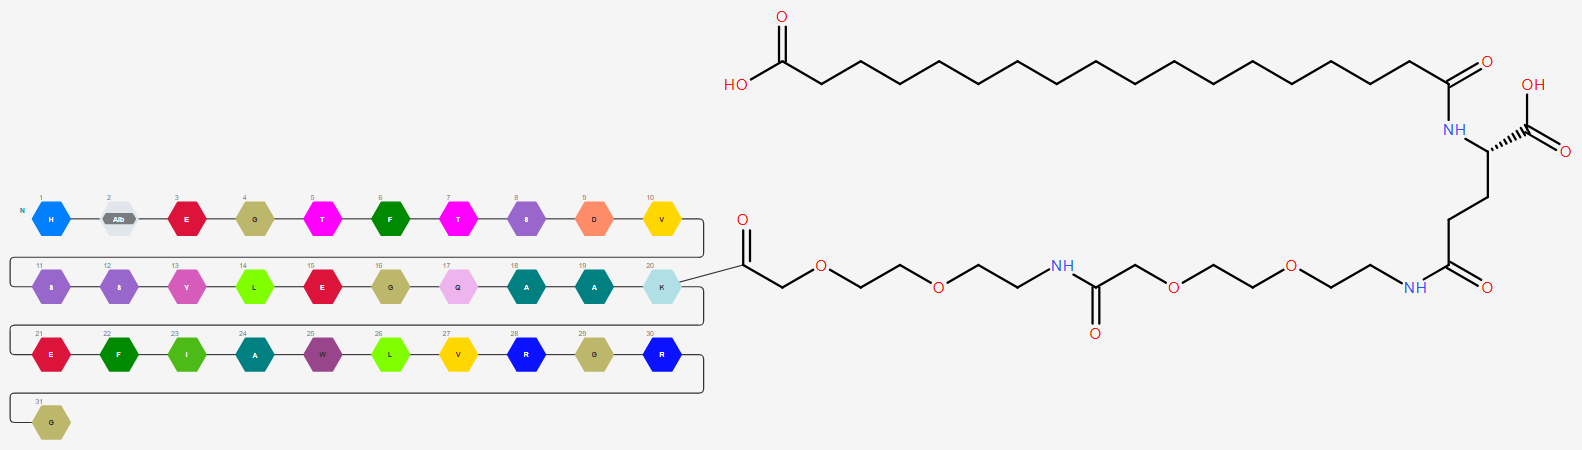 O
HO
O
OH
NH
O
1 2 3 4 5 6 7 8 9 10
N H Aib E G T F T S D V
O
11 12 13 14 15 16 17 18 19 20
S S Y L E G Q A A K
O O NH O O NH O
O
21 22 23 24 25 26 27 28 29 30
E F I A W L V R G R
31
G